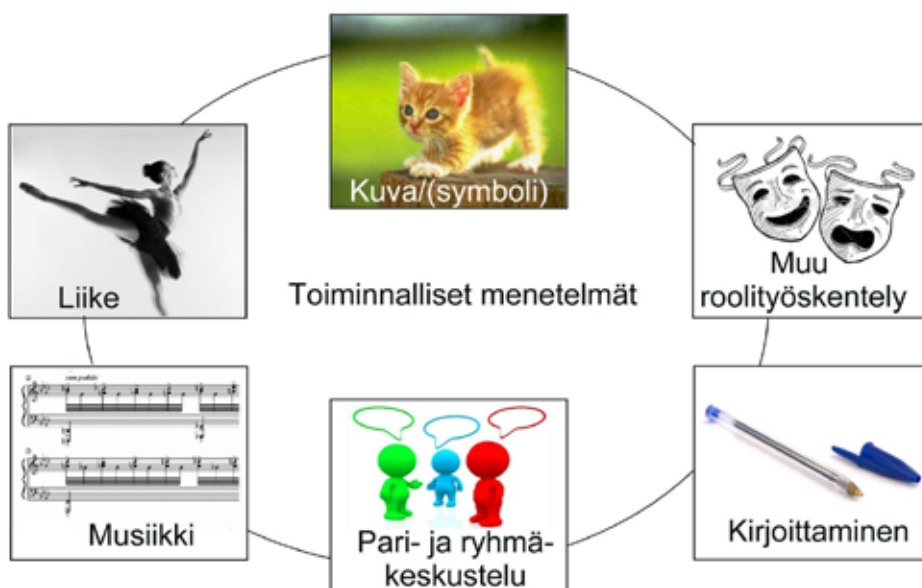 Kuva/(symboli)
Liike
Toiminnalliset menetelmät
Muu
roolityöskentely
Musiikki
Pari- ja ryhmä-
keskustelu
Kirjoittaminen